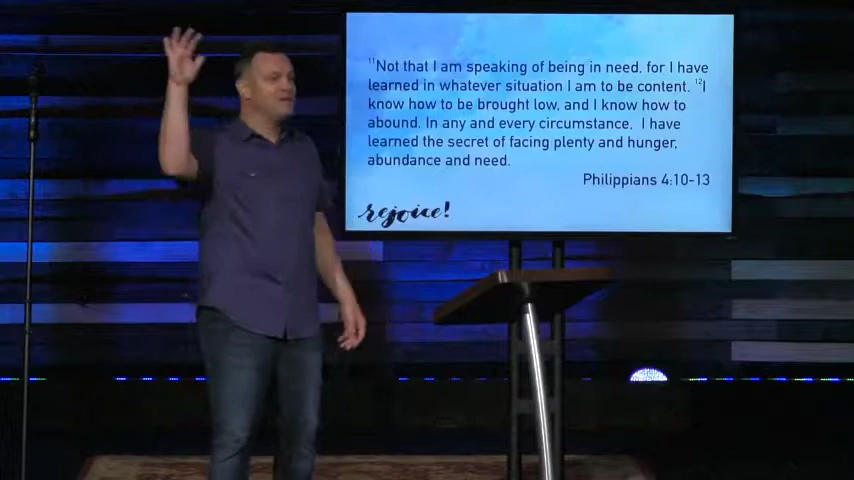 ¹¹Not that I am speaking of being in need, for I have
learned in whatever situation I am to be content. ¹²I
know how to be brought low, and I know how to
abound. In any and every circumstance, I have
learned the secret of facing plenty and hunger,
abundance and need.
Philippians 4:10-13
rejoice!